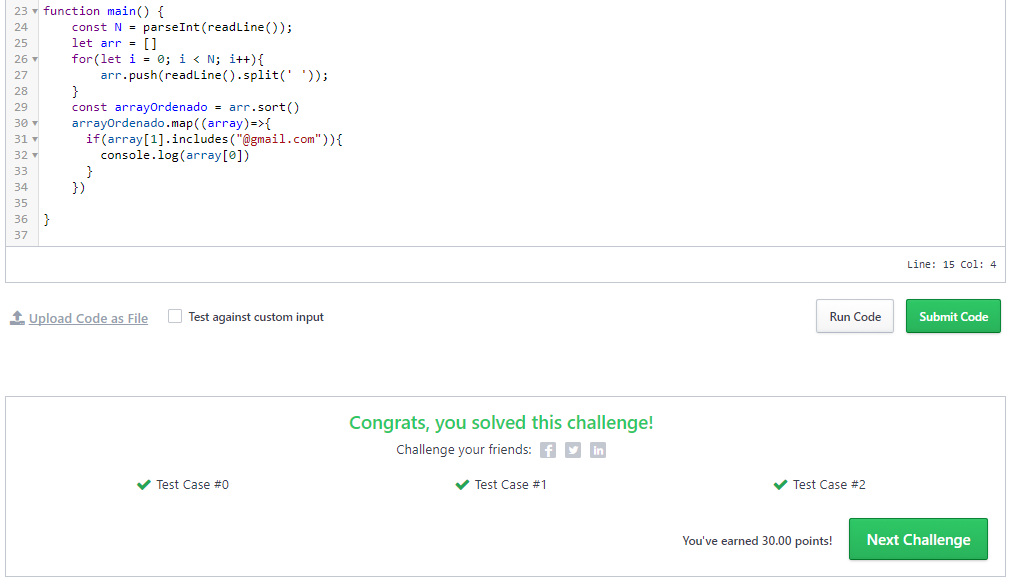 23 function main() {
24 const N = parseInt(readLine());
25 let arr = []
26 for(let i = 0; i < N; i++){
27 arr.push(readLine().split(' '));
28 }
29 const arrayOrdenado = arr.sort()
30 arrayOrdenado.map((array)=>{
31 if(array[1].includes("@gmail.com")){
32 console.log(array[0])
33 }
34 })
35
36 }
37
Line: 15 Col: 4
Upload Code as File Test against custom input Run Code Submit Code
Congrats, you solved this challenge!
Challenge your friends:
Test Case #0 Test Case #1 Test Case #2
You've earned 30.00 points! Next Challenge